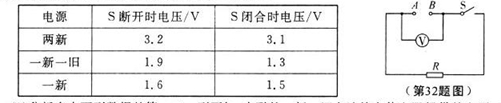 电源 S断开时电压/V S闭合时电压/V
两新 3.2 3.1
一新一旧 1.9 1.3
一新 1.6 1.5
A B S
V
R
(第32题图)